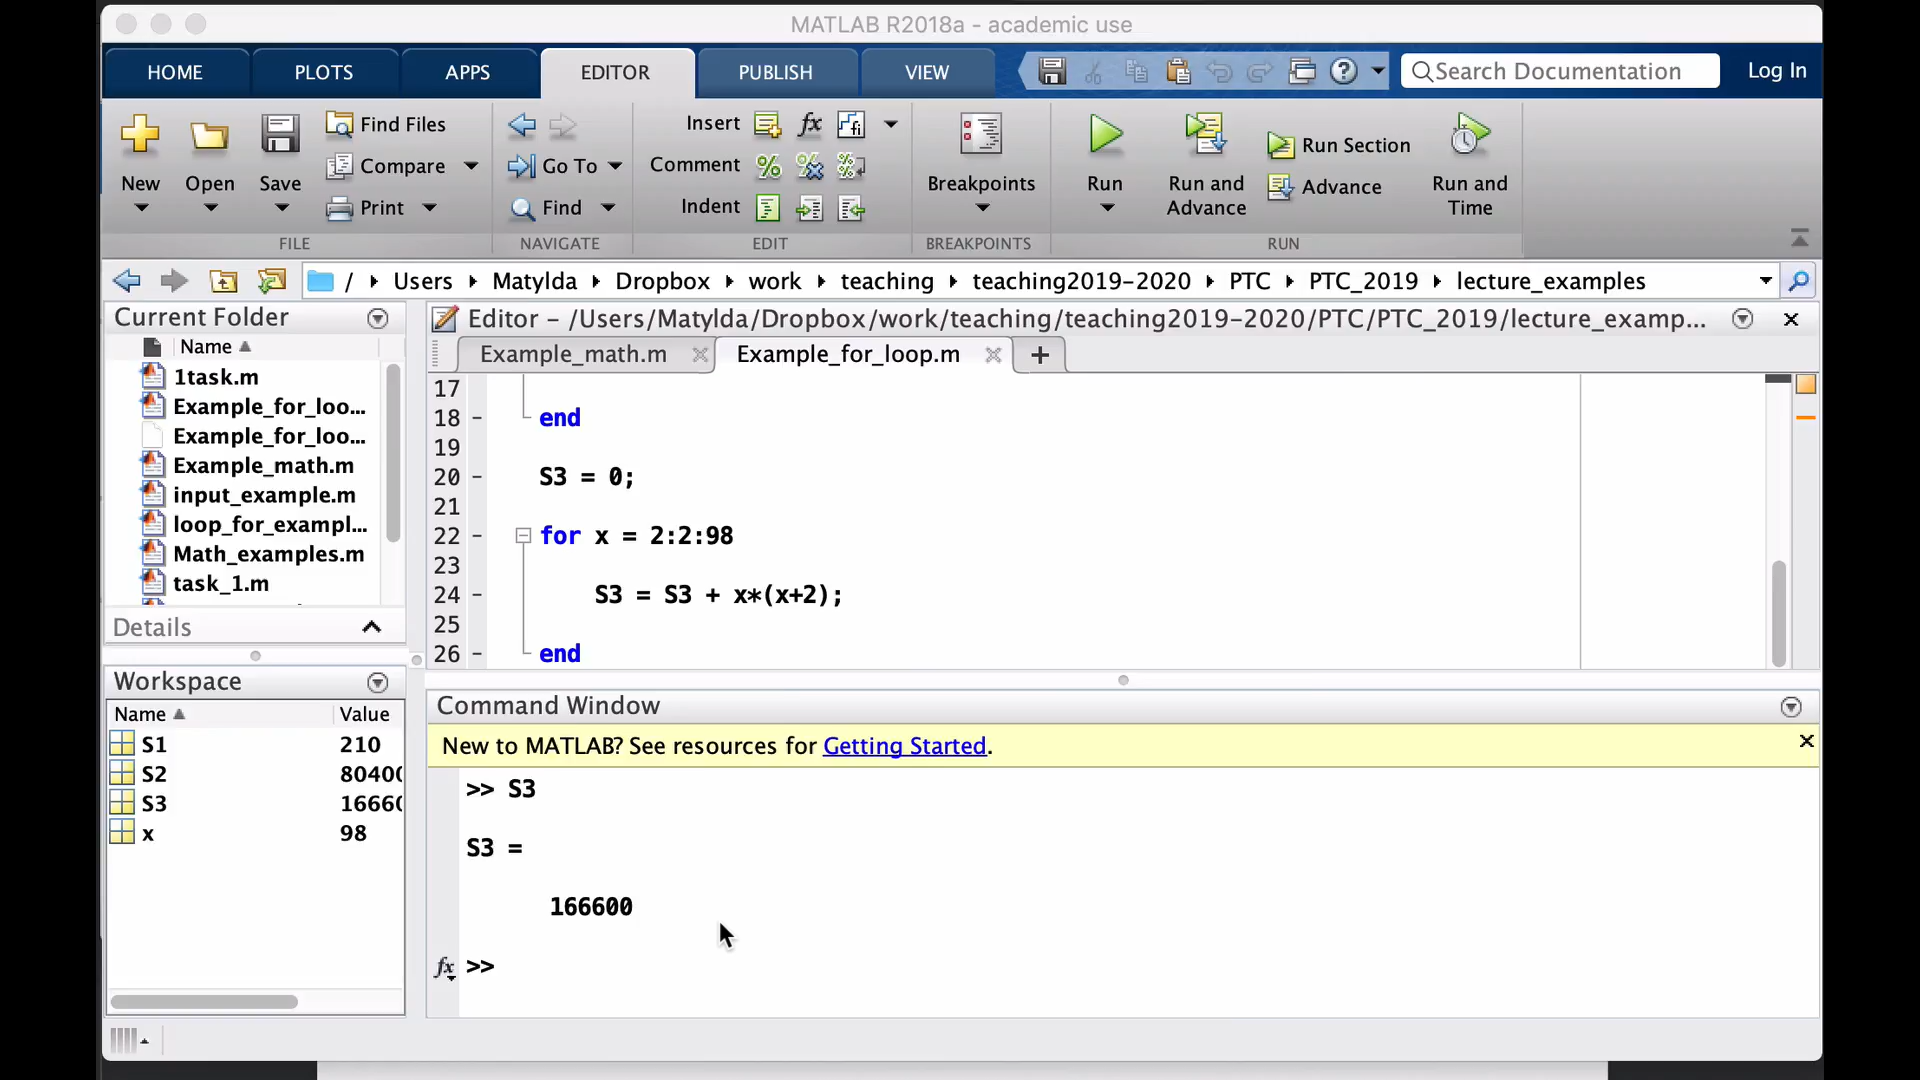 MATLAB R2018a - academic use
HOME PLOTS APPS EDITOR PUBLISH VIEW Search Documentation Log In
New Open Save Find Files Compare Print
Go To Find
Insert fx Comment Indent
Breakpoints
Run Run and Advance Run Section Advance Run and Time
FILE NAVIGATE EDIT BREAKPOINTS RUN
/ Users Matylda Dropbox work teaching teaching2019-2020 PTC PTC_2019 lecture_examples
Current Folder
Name
1task.m
Example_for_loo...
Example_for_loo...
Example_math.m
input_example.m
loop_for_exampl...
Math_examples.m
task_1.m
Details
Workspace
Name Value
S1 210
S2 80400
S3 16660
x 98
Editor - /Users/Matylda/Dropbox/work/teaching/teaching2019-2020/PTC/PTC_2019/lecture_examp...
Example_math.m Example_for_loop.m +
17
18 - end
19
20 - S3 = 0;
21
22 - for x = 2:2:98
23
24 - S3 = S3 + x*(x+2);
25
26 - end
Command Window
New to MATLAB? See resources for Getting Started.
>> S3
S3 =
166600
fx >>